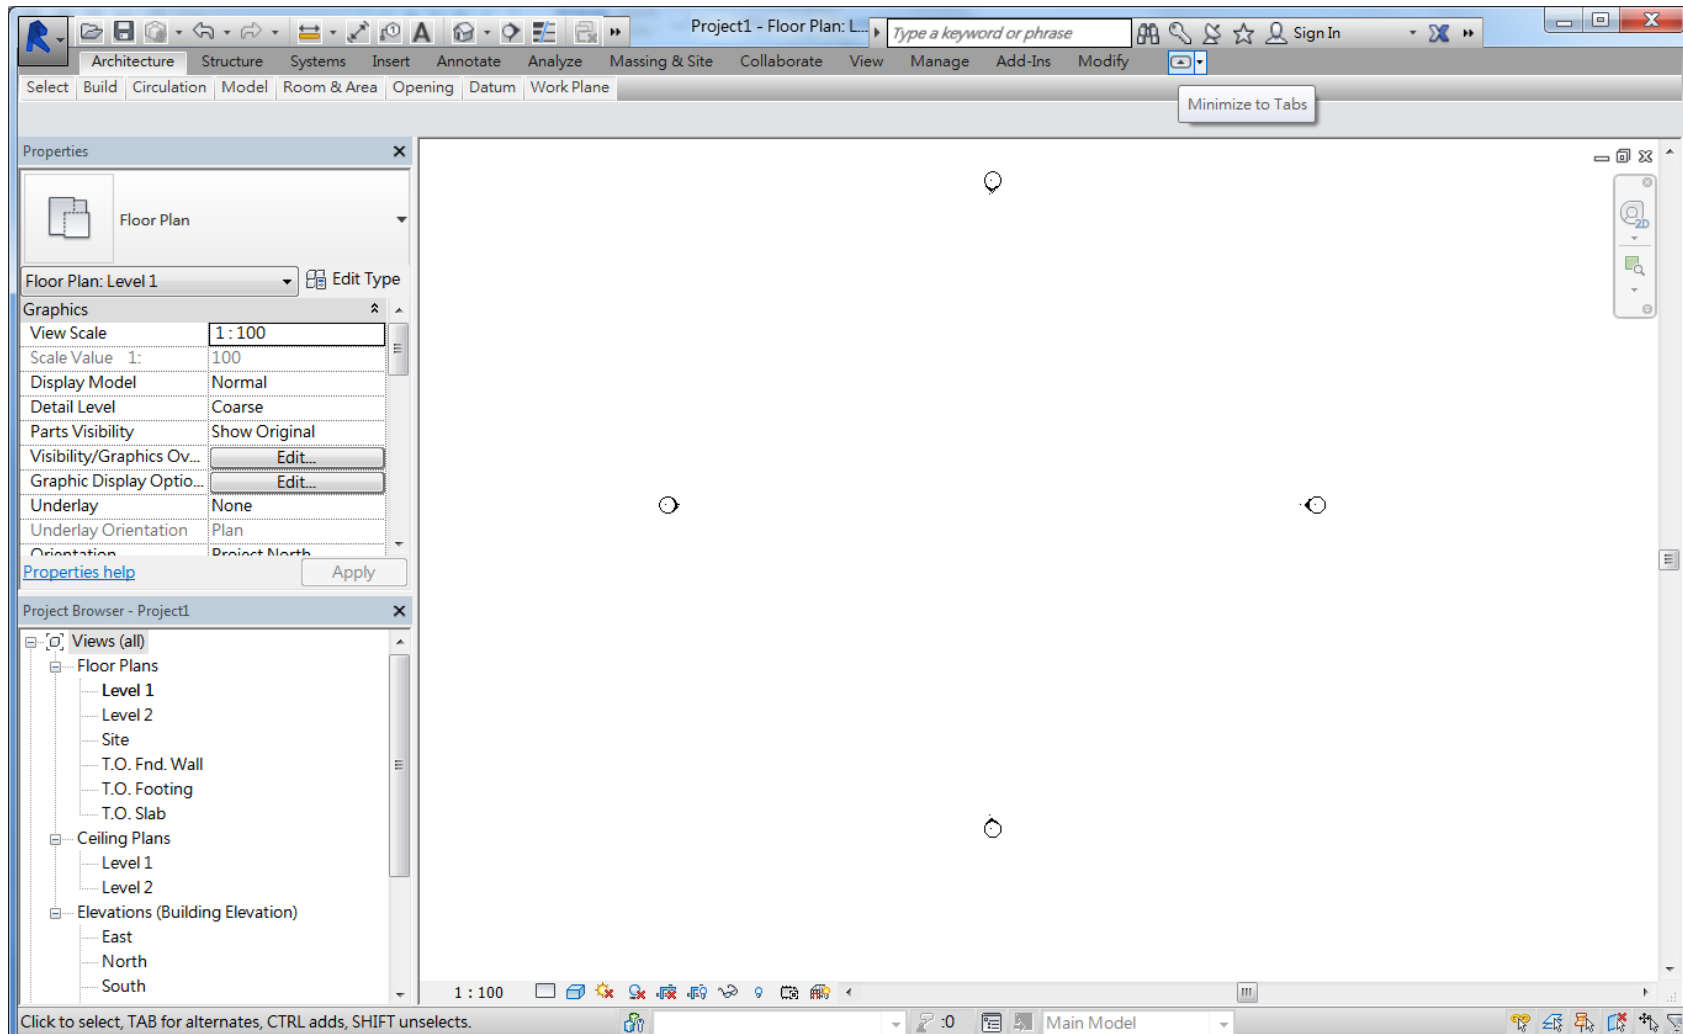 Project1 - Floor Plan: L...
Type a keyword or phrase
Sign In
Architecture Structure Systems Insert Annotate Analyze Massing & Site Collaborate View Manage Add-Ins Modify
Select Build Circulation Model Room & Area Opening Datum Work Plane
Minimize to Tabs
Properties
Floor Plan
Floor Plan: Level 1
Edit Type
Graphics
View Scale 1 : 100
Scale Value 1: 100
Display Model Normal
Detail Level Coarse
Parts Visibility Show Original
Visibility/Graphics Ov... Edit...
Graphic Display Optio... Edit...
Underlay None
Underlay Orientation Plan
Orientation Project North
Properties help
Apply
2D
Project Browser - Project1
Views (all)
Floor Plans
Level 1
Level 2
Site
T.O. Fnd. Wall
T.O. Footing
T.O. Slab
Ceiling Plans
Level 1
Level 2
Elevations (Building Elevation)
East
North
South
1 : 100
Click to select, TAB for alternates, CTRL adds, SHIFT unselects.
:0
Main Model